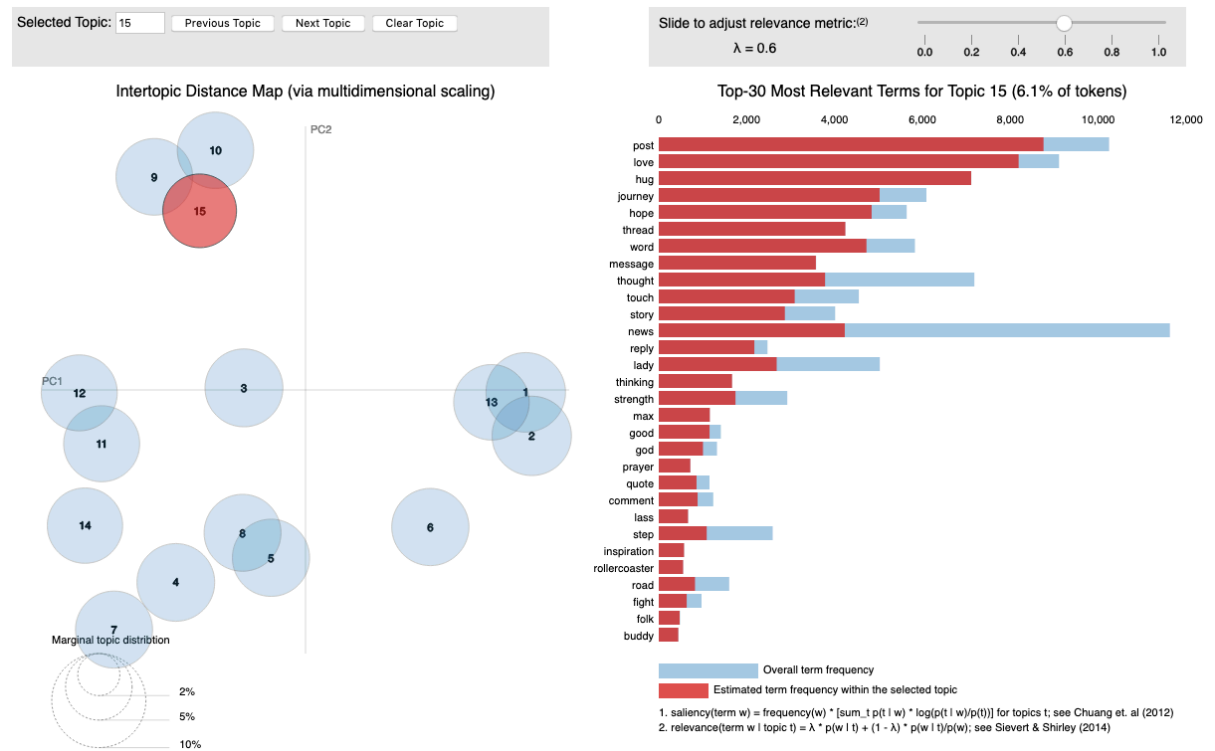 Selected Topic: 15 Previous Topic Next Topic Clear Topic
Slide to adjust relevance metric:(2)
λ = 0.6
0.0 0.2 0.4 0.6 0.8 1.0
Intertopic Distance Map (via multidimensional scaling)
PC2
PC1
10
9
15
12
3
1
13
2
11
14
8
6
5
4
7
Marginal topic distribtion
2%
5%
10%
Top-30 Most Relevant Terms for Topic 15 (6.1% of tokens)
0 2,000 4,000 6,000 8,000 10,000 12,000
post
love
hug
journey
hope
thread
word
message
thought
touch
story
news
reply
lady
thinking
strength
max
good
god
prayer
quote
comment
lass
step
inspiration
rollercoaster
road
fight
folk
buddy
Overall term frequency
Estimated term frequency within the selected topic
1. saliency(term w) = frequency(w) * [sum_t p(t | w) * log(p(t | w)/p(t))] for topics t; see Chuang et. al (2012)
2. relevance(term w | topic t) = λ * p(w | t) + (1 - λ) * p(w | t)/p(w); see Sievert & Shirley (2014)